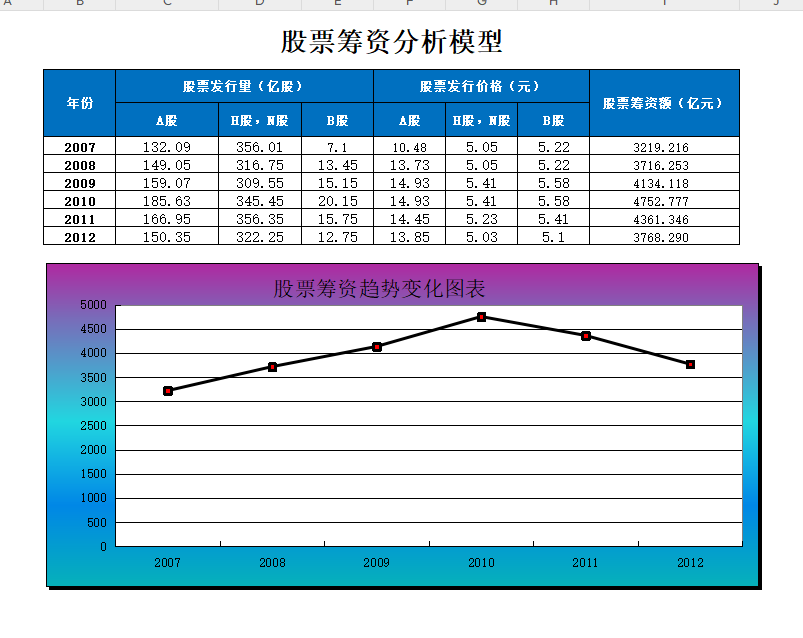 A B C D E F G H I J
股票筹资分析模型
年份 股票发行量（亿股） 股票发行价格（元） 股票筹资额（亿元）
A股 H股，N股 B股 A股 H股，N股 B股
2007 132.09 356.01 7.1 10.48 5.05 5.22 3219.216
2008 149.05 316.75 13.45 13.73 5.05 5.22 3716.253
2009 159.07 309.55 15.15 14.93 5.41 5.58 4134.118
2010 185.63 345.45 20.15 14.93 5.41 5.58 4752.777
2011 166.95 356.35 15.75 14.45 5.23 5.41 4361.346
2012 150.35 322.25 12.75 13.85 5.03 5.1 3768.290
股票筹资趋势变化图表
5000
4500
4000
3500
3000
2500
2000
1500
1000
500
0
2007 2008 2009 2010 2011 2012